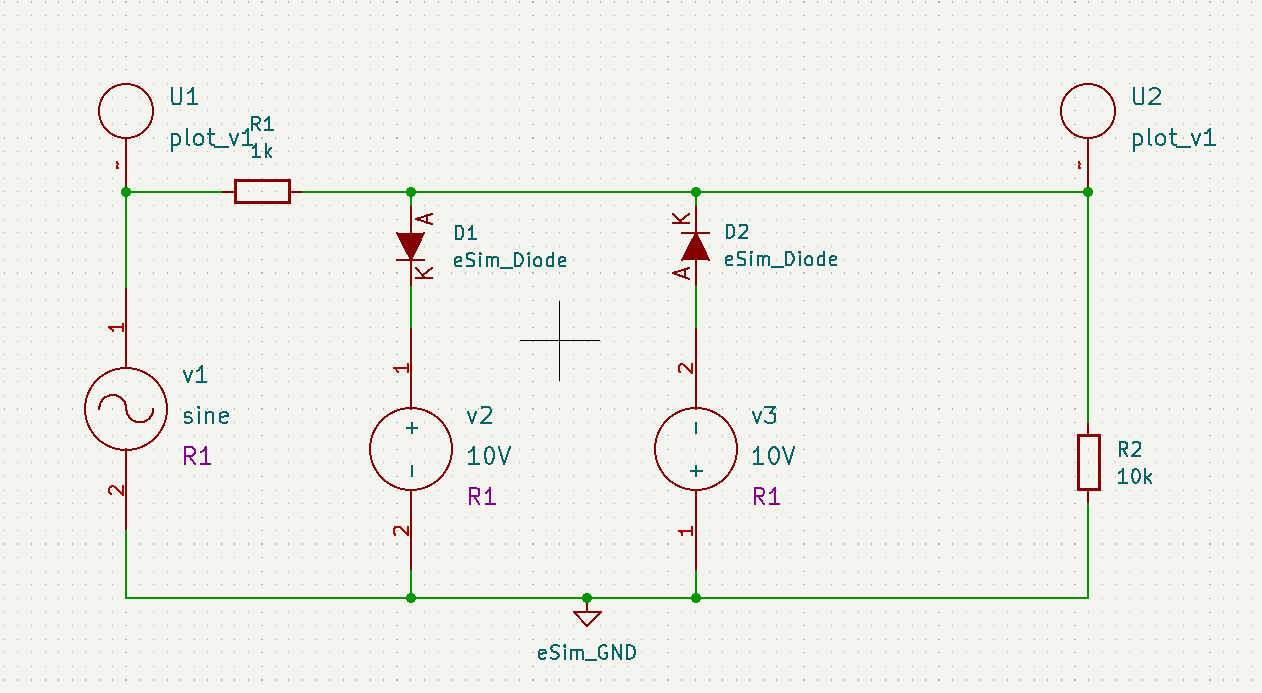 U1
plot_v1
~
R1
1k
U2
plot_v1
~
A
K
D1
eSim_Diode
K
A
D2
eSim_Diode
1
v1
sine
R1
2
1
+
-
v2
10V
R1
2
2
-
+
v3
10V
R1
1
R2
10k
eSim_GND